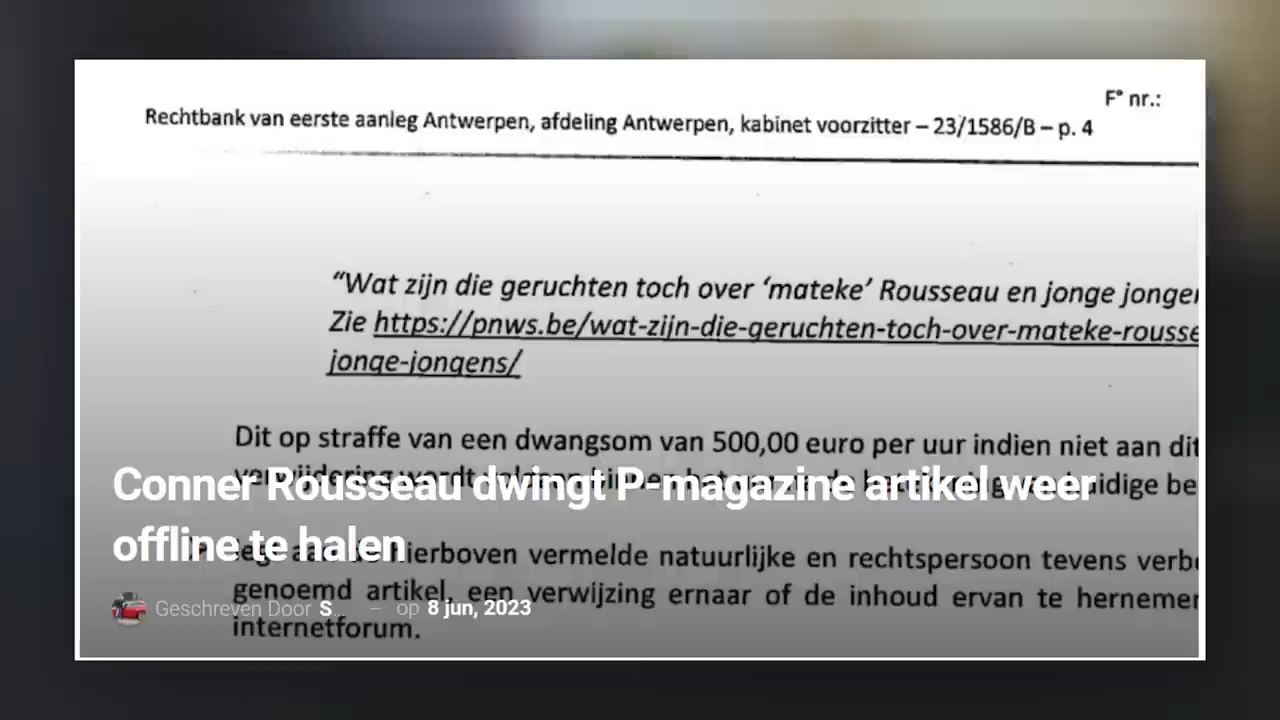 F° nr.:
Rechtbank van eerste aanleg Antwerpen, afdeling Antwerpen, kabinet voorzitter – 23/1586/B – p. 4
“Wat zijn die geruchten toch over ‘mateke’ Rousseau en jonge jonge
Zie https://pnws.be/wat-zijn-die-geruchten-toch-over-mateke-rousse
jonge-jongens/
Dit op straffe van een dwangsom van 500,00 euro per uur indien niet aan dit
Conner Rousseau dwingt P-magazine artikel weer
offline te halen
hierboven vermelde natuurlijke en rechtspersoon tevens verb
genoemd artikel, een verwijzing ernaar of de inhoud ervan te hernemen
Geschreven Door S.. — op 8 jun, 2023
internetforum.